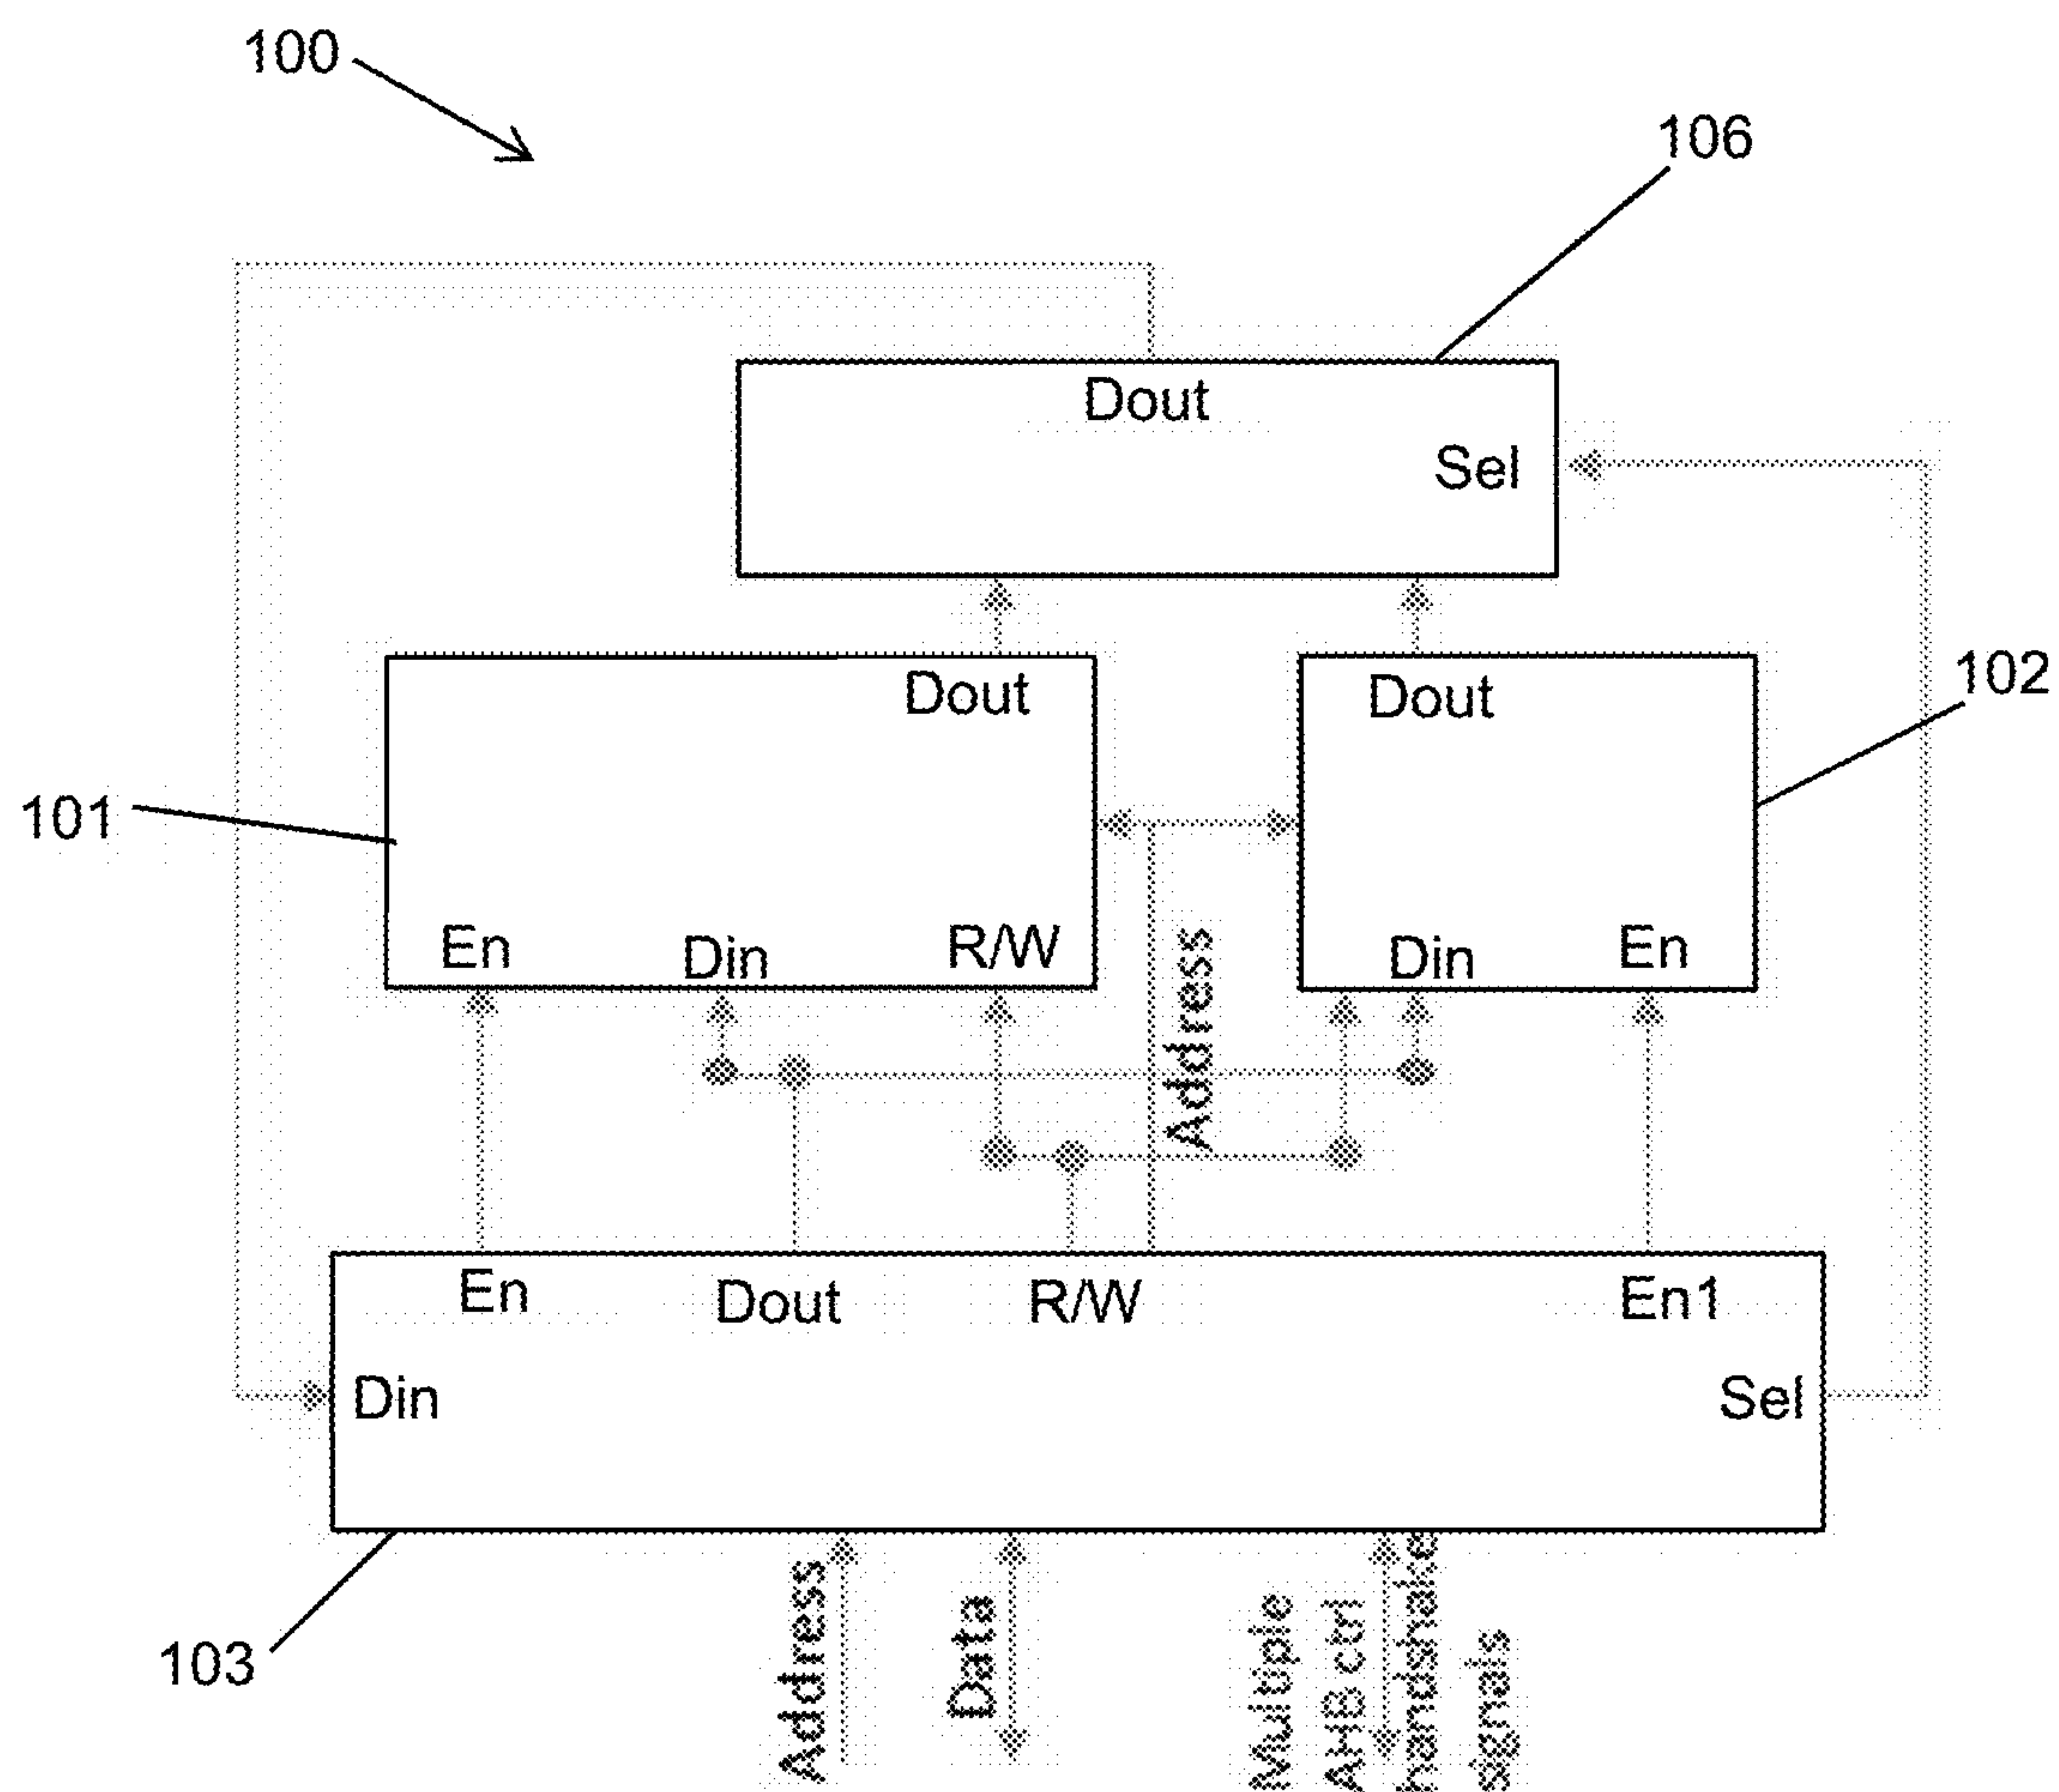 100
106
Dout
Sel
Dout
Dout
102
101
En
Din
R/W
Din
En
Address
En
Dout
R/W
En1
Din
Sel
103
Address
Data
Multiple
AHB ctrl
handshake
signals